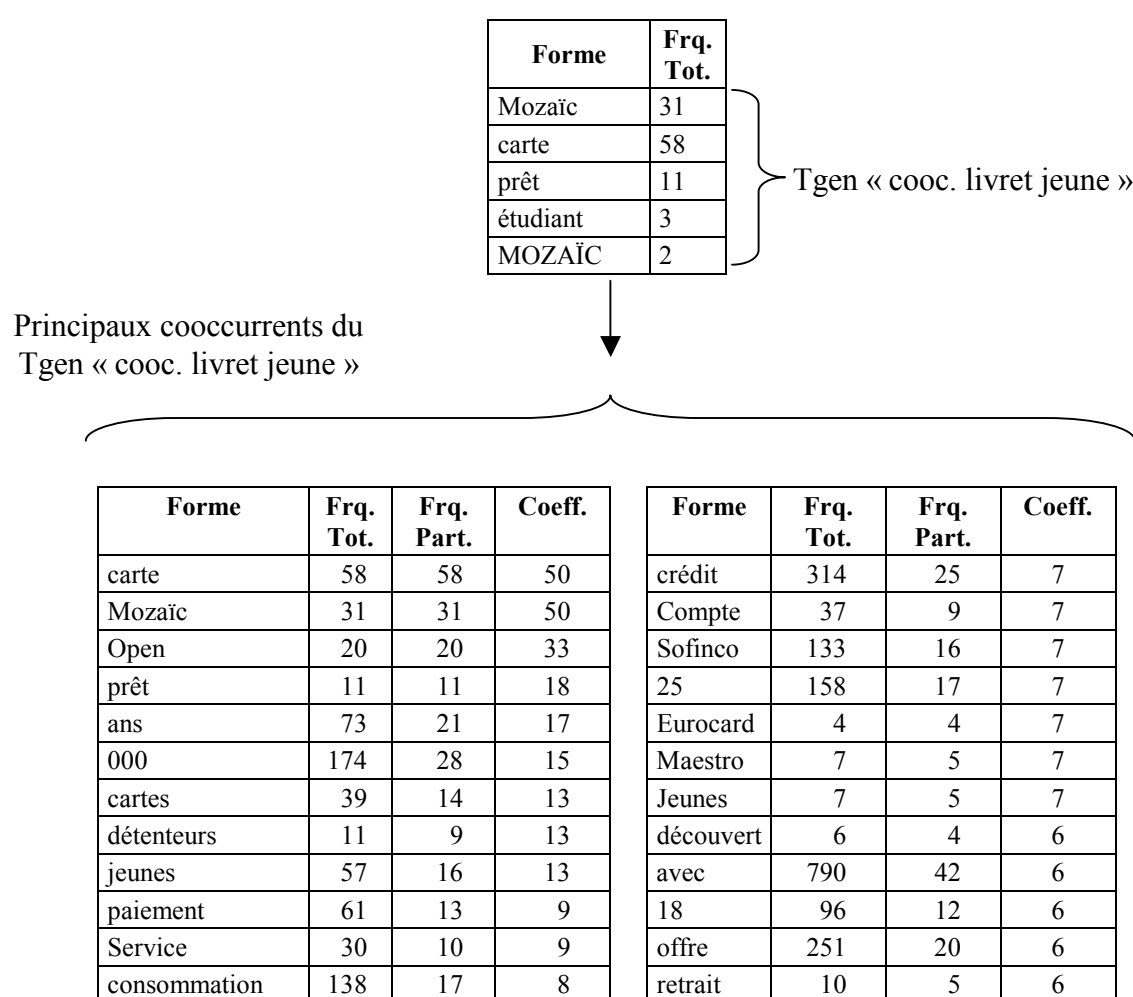 Forme Frq. Tot.
Mozaïc 31
carte 58
prêt 11
étudiant 3
MOZAÏC 2
Tgen « cooc. livret jeune »
Principaux cooccurrents du
Tgen « cooc. livret jeune »
Forme Frq. Tot. Frq. Part. Coeff.
carte 58 58 50
Mozaïc 31 31 50
Open 20 20 33
prêt 11 11 18
ans 73 21 17
000 174 28 15
cartes 39 14 13
détenteurs 11 9 13
jeunes 57 16 13
paiement 61 13 9
Service 30 10 9
consommation 138 17 8
Forme Frq. Tot. Frq. Part. Coeff.
crédit 314 25 7
Compte 37 9 7
Sofinco 133 16 7
25 158 17 7
Eurocard 4 4 7
Maestro 7 5 7
Jeunes 7 5 7
découvert 6 4 6
avec 790 42 6
18 96 12 6
offre 251 20 6
retrait 10 5 6